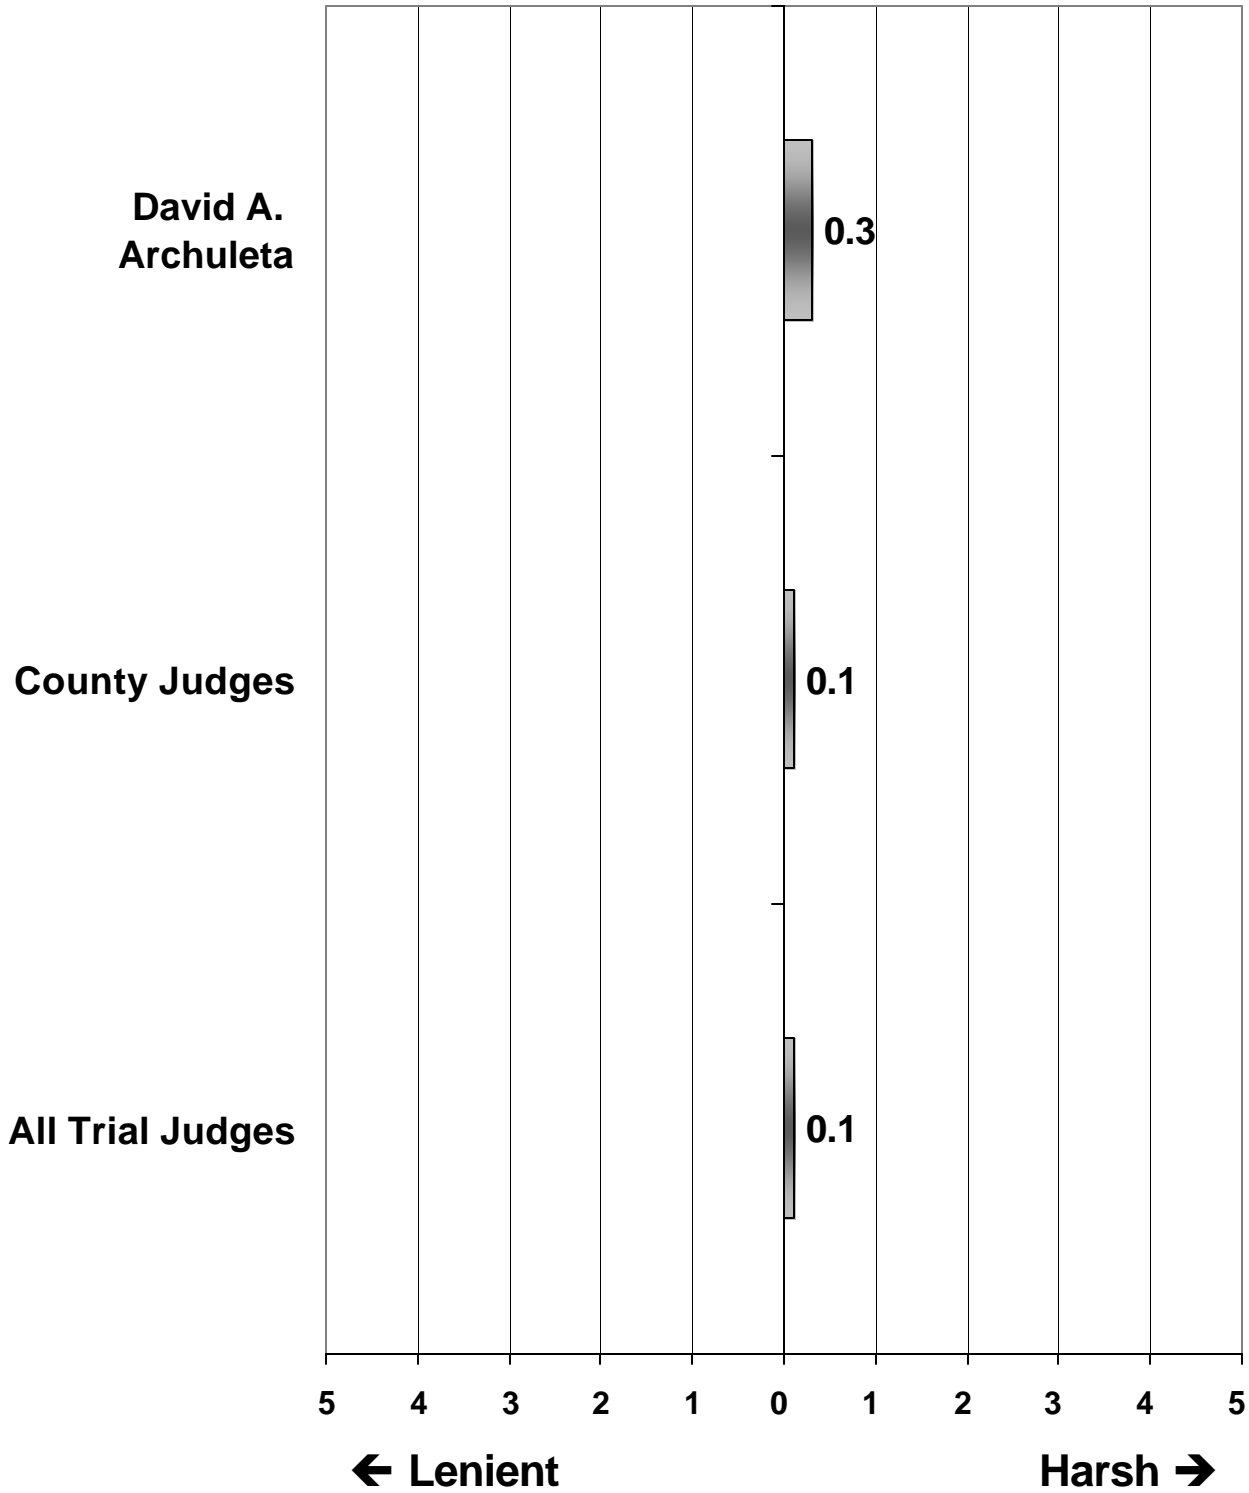 David A.
Archuleta
0.3
County Judges
0.1
All Trial Judges
0.1
5 4 3 2 1 0 1 2 3 4 5
← Lenient Harsh →